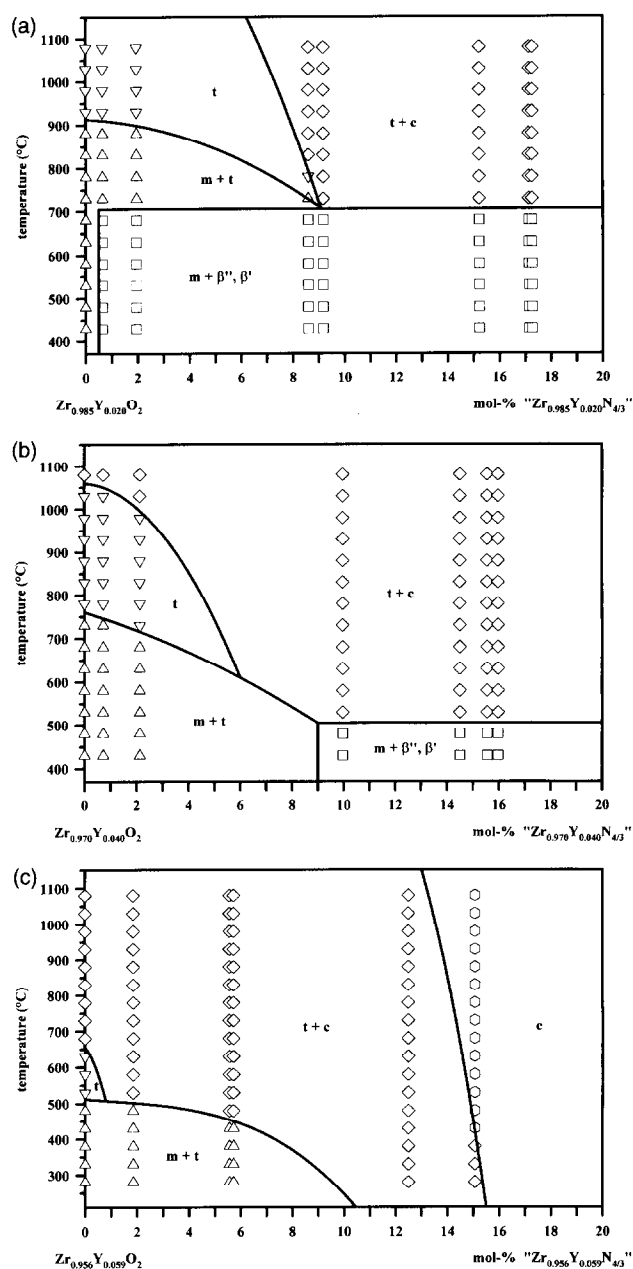 (a)
1100
1000
900
800
700
600
500
400
temperature (°C)
t
t + c
m + t
m + β'', β'
0 2 4 6 8 10 12 14 16 18 20
Zr0.985Y0.020O2 mol-% "Zr0.985Y0.020N4/3"
(b)
1100
1000
900
800
700
600
500
400
temperature (°C)
t
t + c
m + t
m + β'', β'
0 2 4 6 8 10 12 14 16 18 20
Zr0.970Y0.040O2 mol-% "Zr0.970Y0.040N4/3"
(c)
1100
1000
900
800
700
600
500
400
300
temperature (°C)
t + c
c
t
m + t
0 2 4 6 8 10 12 14 16 18 20
Zr0.956Y0.059O2 mol-% "Zr0.956Y0.059N4/3"